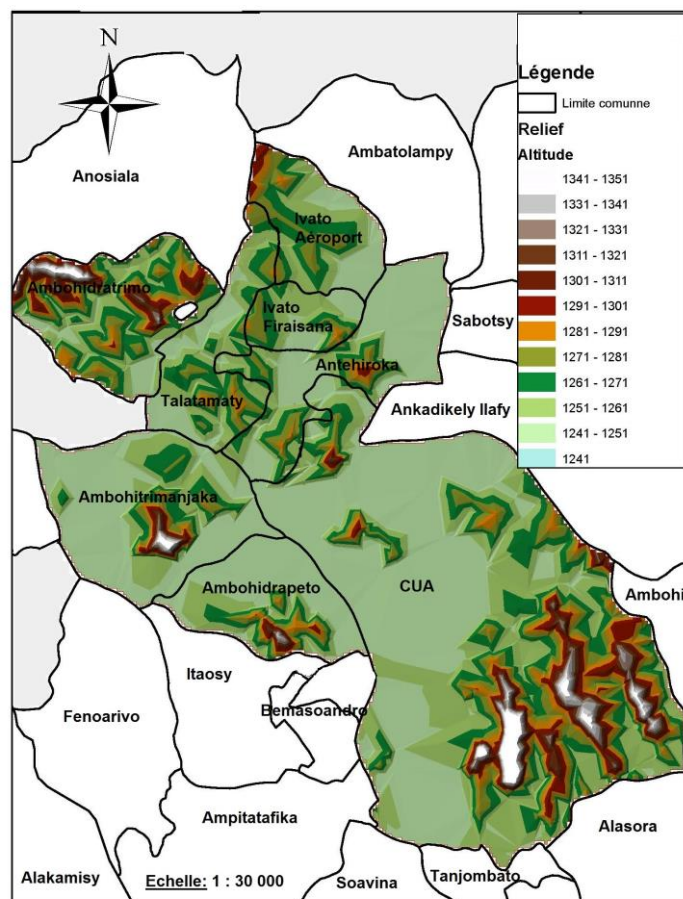 N
Légende
Limite comunne
Relief
Altitude
1341 - 1351
1331 - 1341
1321 - 1331
1311 - 1321
1301 - 1311
1291 - 1301
1281 - 1291
1271 - 1281
1261 - 1271
1251 - 1261
1241 - 1251
1241
Anosiala
Ambatolampy
Ivato
Aéroport
Ambohidratrimo
Ivato
Firaisana
Sabotsy
Antehiroka
Talatamaty
Ankadikely Ilafy
Ambohitrimanjaka
Ambohidrapeto
CUA
Ambohi
Itaosy
Bemasoandro
Fenoarivo
Ampitatafika
Alasora
Alakamisy
Echelle: 1 : 30 000
Soavina
Tanjombato